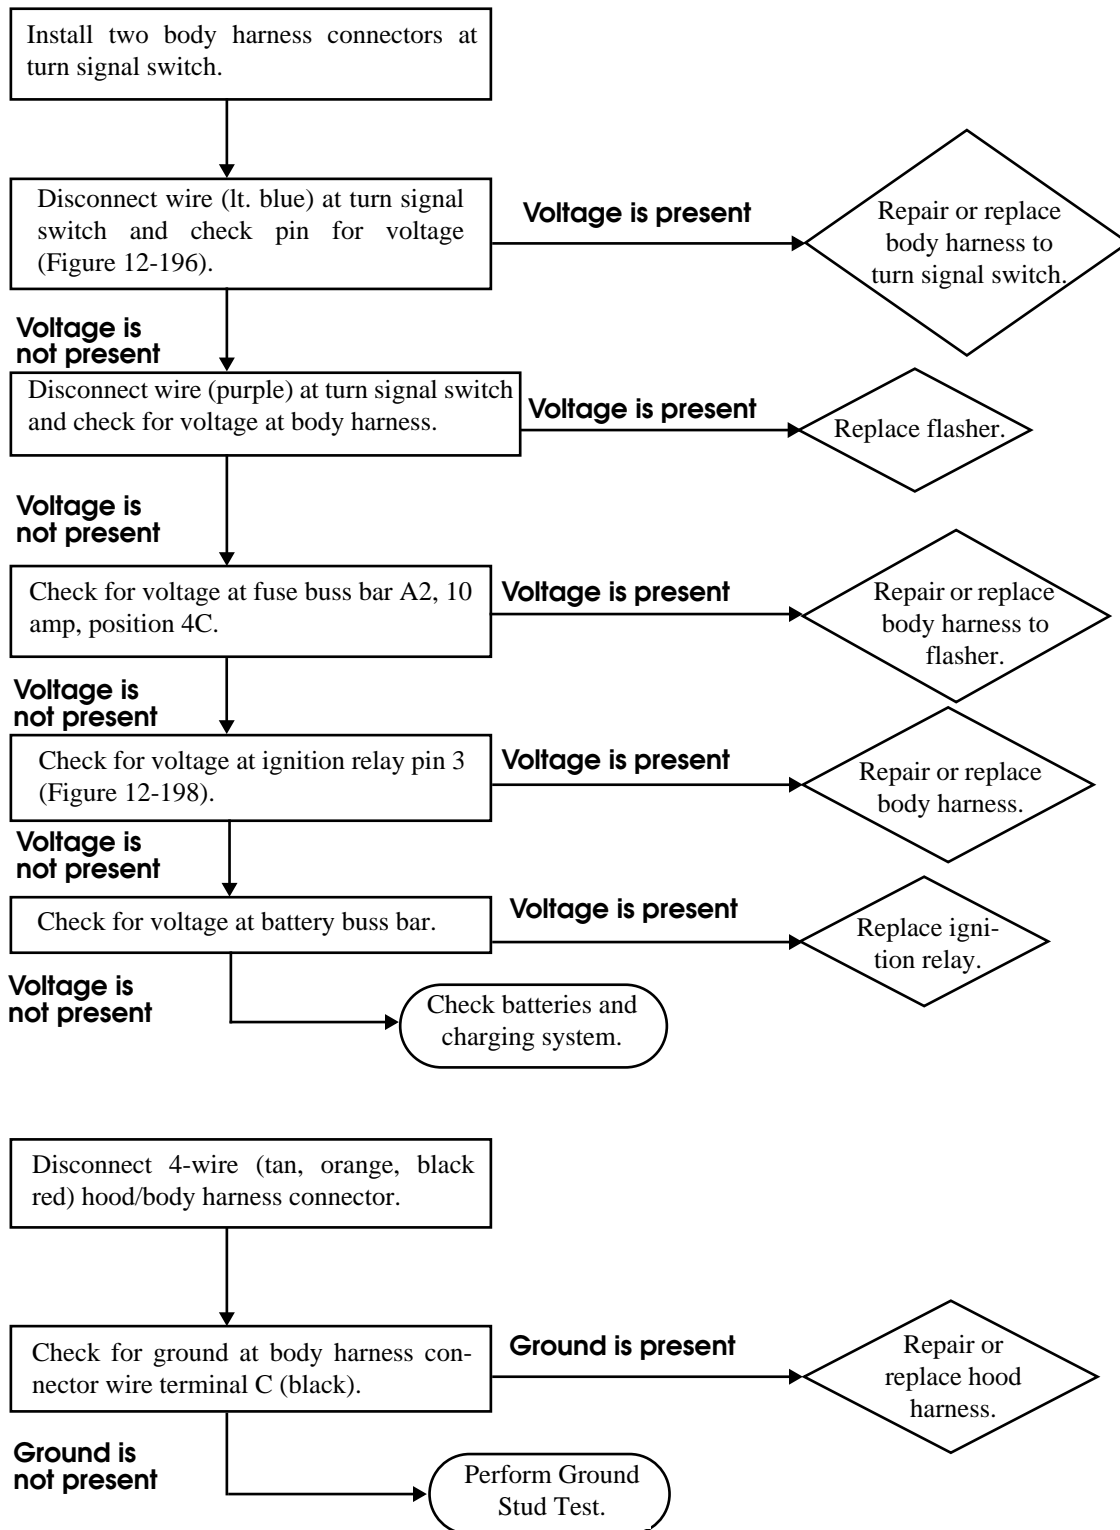 Install two body harness connectors at
turn signal switch.
Disconnect wire (lt. blue) at turn signal
switch and check pin for voltage
(Figure 12-196).
Voltage is present
Repair or replace
body harness to
turn signal switch.
Voltage is
not present
Disconnect wire (purple) at turn signal switch
and check for voltage at body harness.
Voltage is present
Replace flasher.
Voltage is
not present
Check for voltage at fuse buss bar A2, 10
amp, position 4C.
Voltage is present
Repair or replace
body harness to
flasher.
Voltage is
not present
Check for voltage at ignition relay pin 3
(Figure 12-198).
Voltage is present
Repair or replace
body harness.
Voltage is
not present
Check for voltage at battery buss bar.
Voltage is present
Replace igni-
tion relay.
Voltage is
not present
Check batteries and
charging system.
Disconnect 4-wire (tan, orange, black
red) hood/body harness connector.
Check for ground at body harness con-
nector wire terminal C (black).
Ground is present
Repair or
replace hood
harness.
Ground is
not present
Perform Ground
Stud Test.